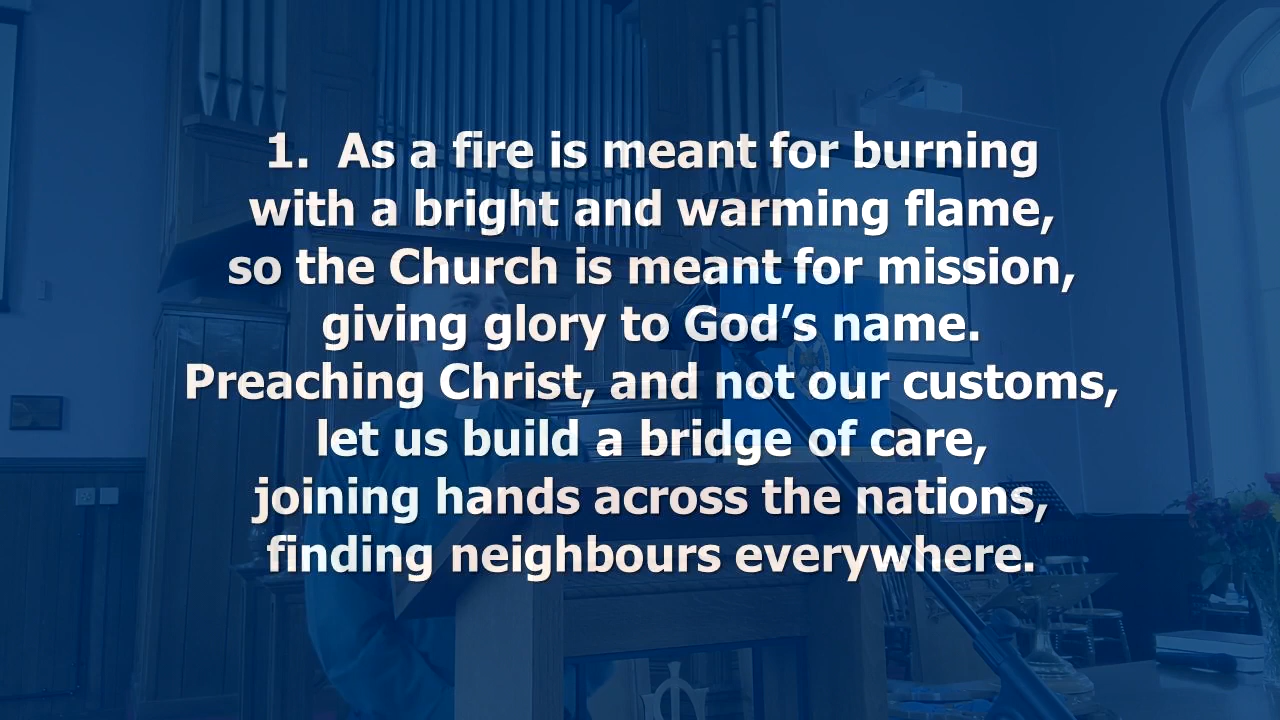 1.  As a fire is meant for burning
with a bright and warming flame,
so the Church is meant for mission,
giving glory to God’s name.
Preaching Christ, and not our customs,
let us build a bridge of care,
joining hands across the nations,
finding neighbours everywhere.